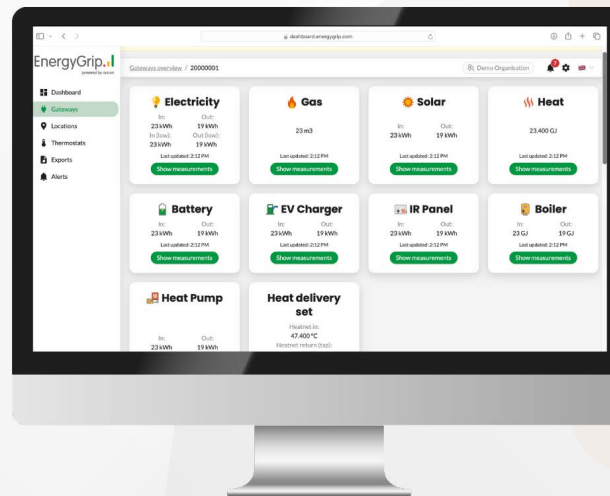 dashboard.energygrip.com
EnergyGrip
Gateways overview / 20000001
Demo Organisation
7
Dashboard
Gateways
Locations
Thermostats
Exports
Alerts
Electricity
In: Out:
23 kWh 19 kWh
In (low): Out (low):
23 kWh 19 kWh
Last updated: 2:12 PM
Show measurements
Gas
23 m3
Last updated: 2:12 PM
Show measurements
Solar
In: Out:
23 kWh 19 kWh
Last updated: 2:12 PM
Show measurements
Heat
23.400 GJ
Last updated: 2:12 PM
Show measurements
Battery
In: Out:
23 kWh 19 kWh
Last updated: 2:12 PM
Show measurements
EV Charger
In: Out:
23 kWh 19 kWh
Last updated: 2:12 PM
Show measurements
IR Panel
In: Out:
23 kWh 19 kWh
Last updated: 2:12 PM
Show measurements
Boiler
In: Out:
23 GJ 19 GJ
Last updated: 2:12 PM
Show measurements
Heat Pump
In: Out:
23 kWh 19 kWh
Heat delivery
set
Heatnet in:
47.400 °C
Heatnet return (tap):